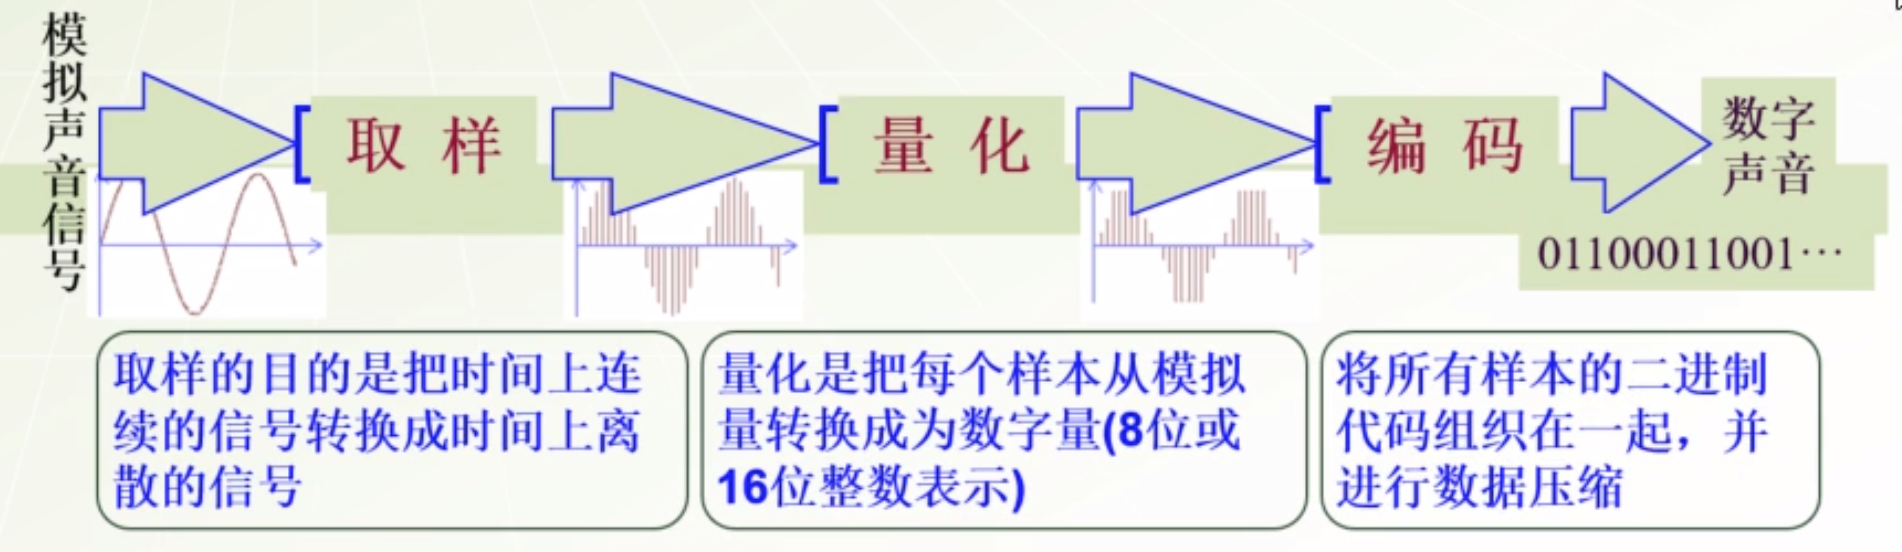 模拟声音信号
取样
量化
编码
数字
声音
01100011001…
取样的目的是把时间上连
续的信号转换成时间上离
散的信号
量化是把每个样本从模拟
量转换成为数字量(8位或
16位整数表示)
将所有样本的二进制
代码组织在一起，并
进行数据压缩